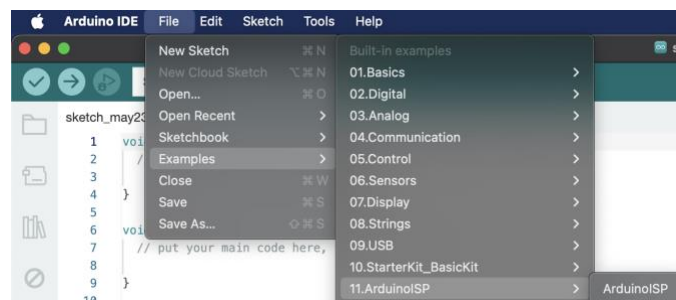 Arduino IDE File Edit Sketch Tools Help
New Sketch ⌘ N
New Cloud Sketch ⌥⌘ N
Open... ⌘ O
Open Recent >
Sketchbook >
Examples >
Close ⌘ W
Save ⌘ S
Save As... ⇧⌘ S
Built-in examples
01.Basics >
02.Digital >
03.Analog >
04.Communication >
05.Control >
06.Sensors >
07.Display >
08.Strings >
09.USB >
10.StarterKit_BasicKit >
11.ArduinoISP >
ArduinoISP
s
sketch_may23
1 voi
2 /
3
4 }
5
6 voi
7 // put your main code here,
8
9 }
10